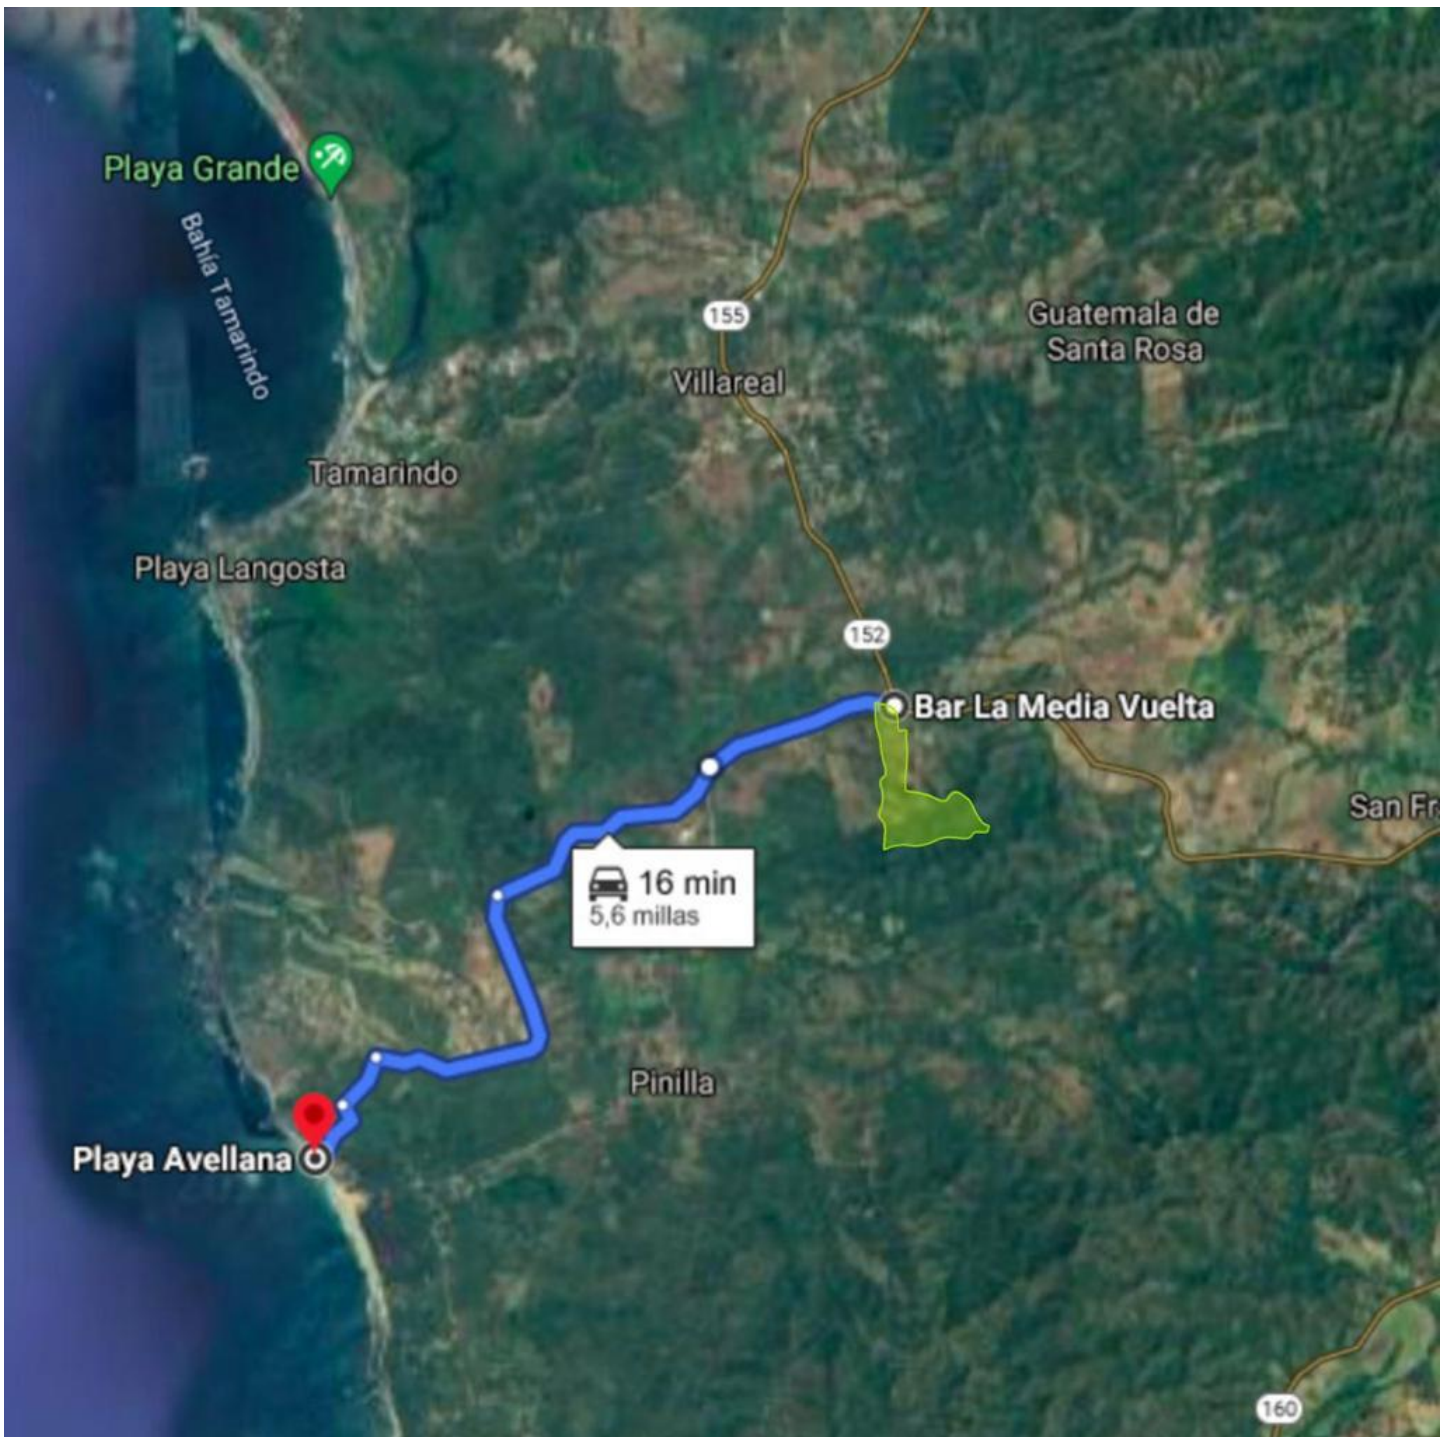 Playa Grande
Bahía Tamarindo
155
Guatemala de
Santa Rosa
Villareal
Tamarindo
Playa Langosta
152
Bar La Media Vuelta
San Fr
16 min
5,6 millas
Pinilla
Playa Avellana
160